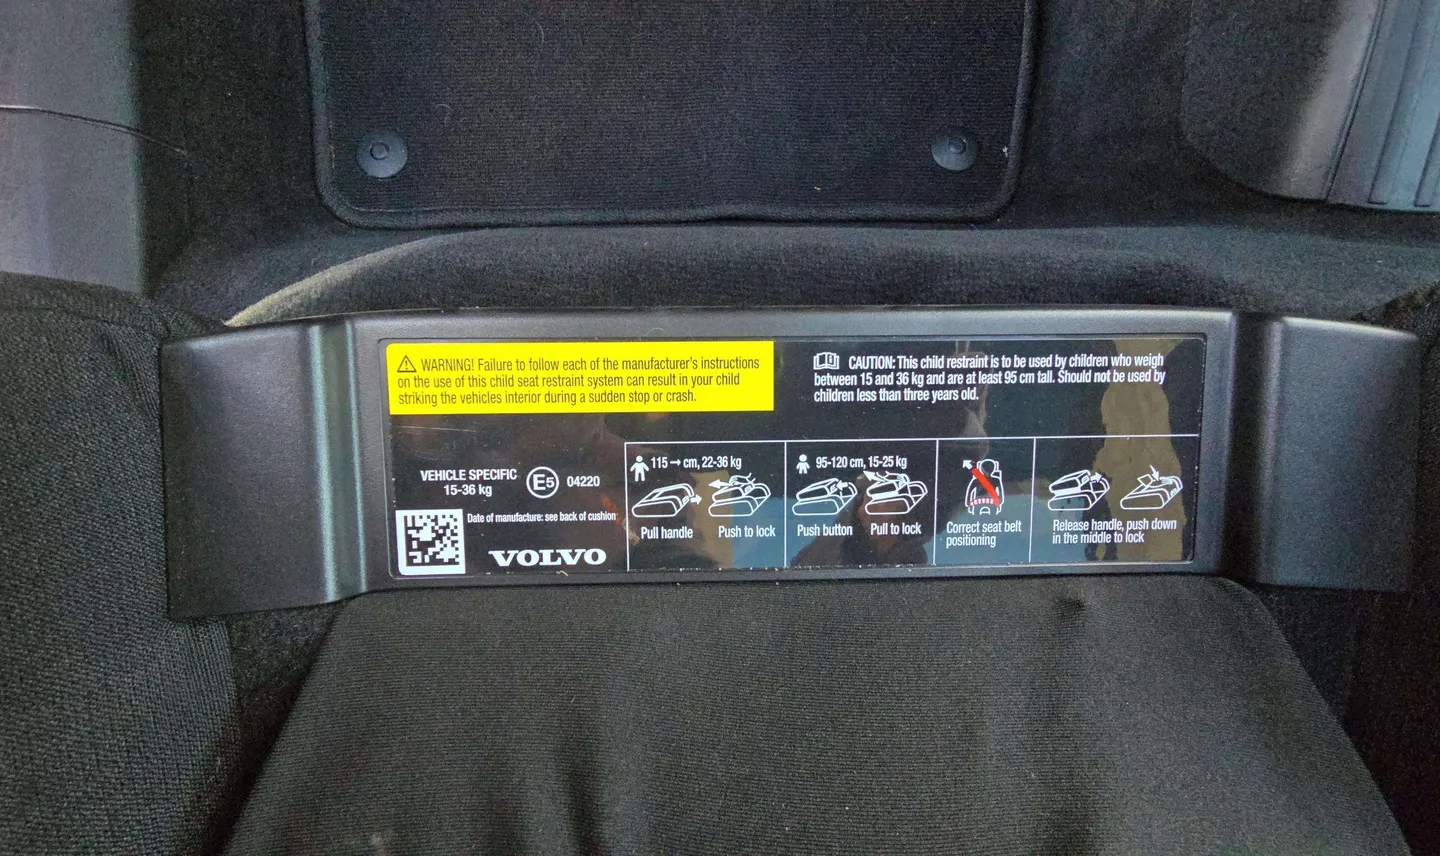 WARNING! Failure to follow each of the manufacturer's instructions
on the use of this child seat restraint system can result in your child
striking the vehicles interior during a sudden stop or crash.
CAUTION: This child restraint is to be used by children who weigh
between 15 and 36 kg and are at least 95 cm tall. Should not be used by
children less than three years old.
VEHICLE SPECIFIC
15-36 kg
E5 04220
Date of manufacture: see back of cushion
VOLVO
115→ cm, 22-36 kg
Pull handle
Push to lock
95-120 cm, 15-25 kg
Push button
Pull to lock
Correct seat belt
positioning
Release handle, push down
in the middle to lock